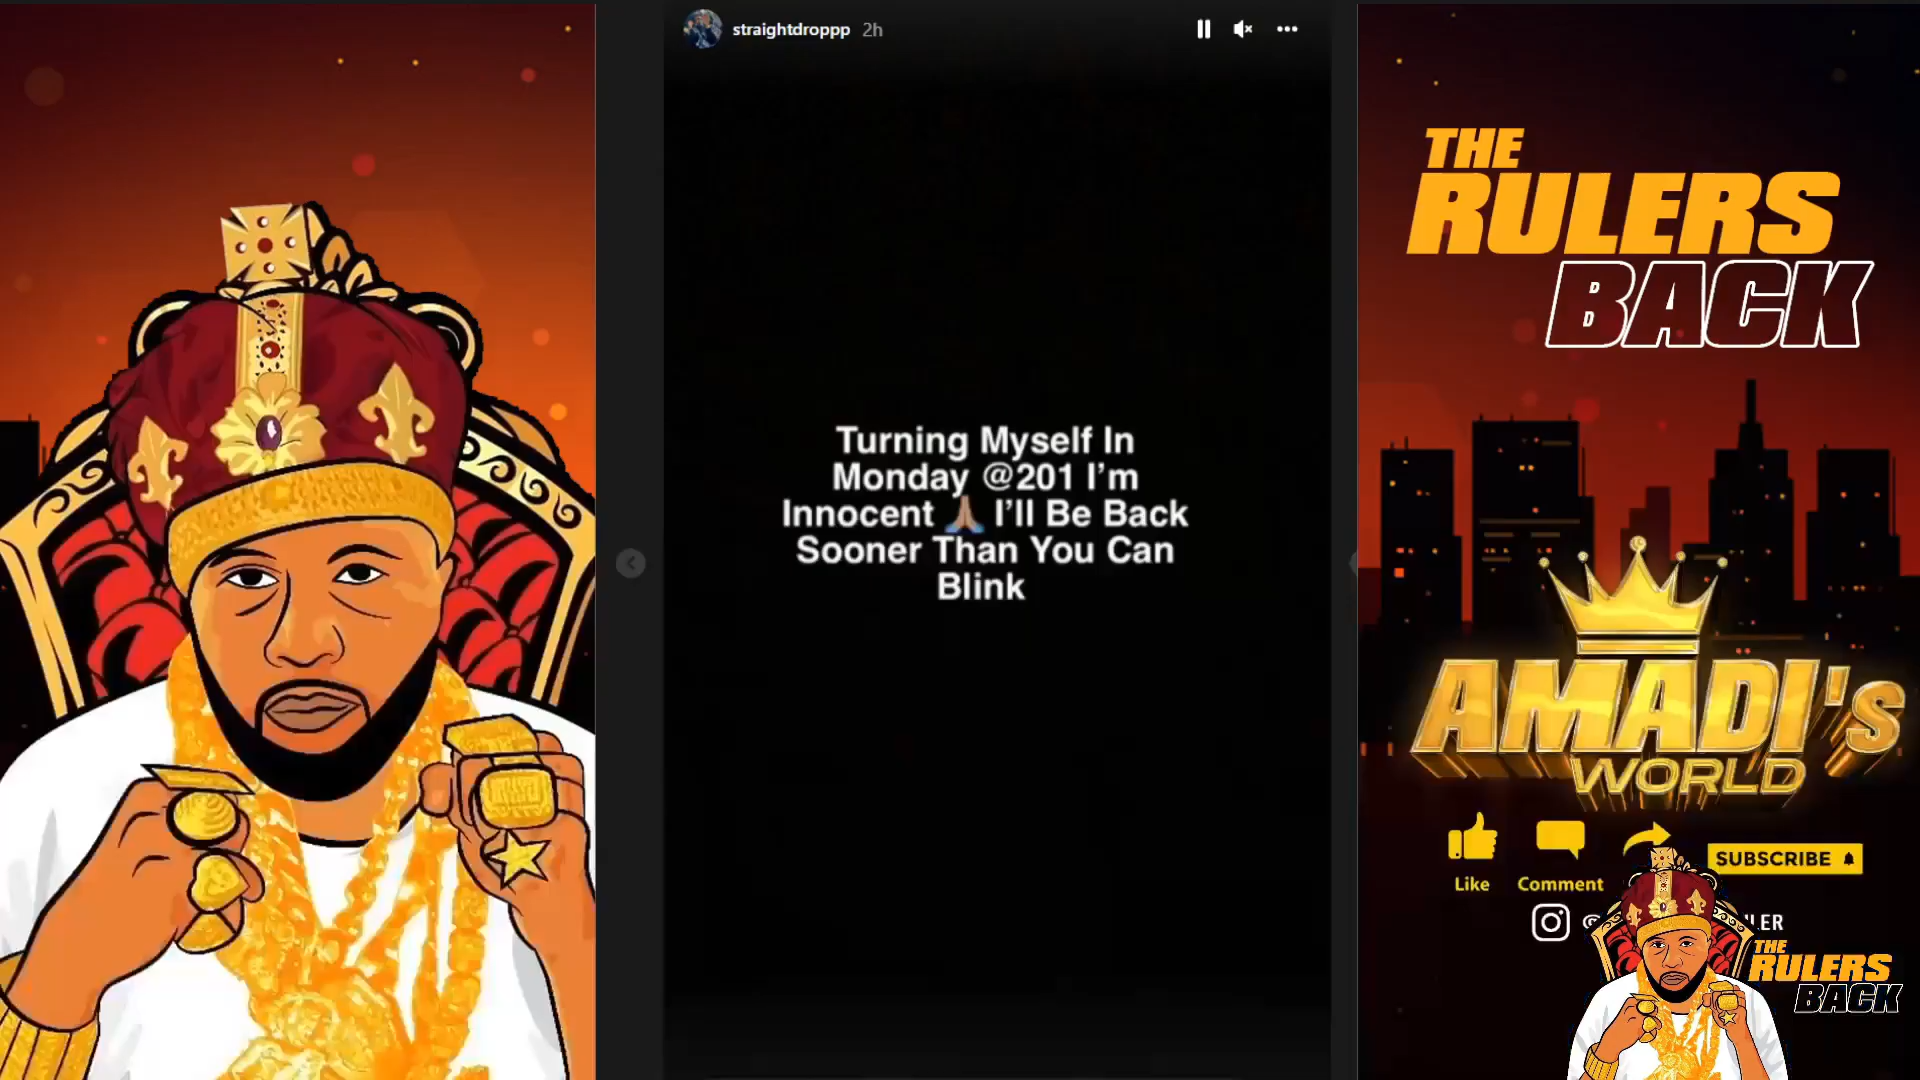 straightdroppp 2h
Turning Myself In
Monday @201 I’m
Innocent 🙏🏽 I’ll Be Back
Sooner Than You Can
Blink
THE
RULERS
BACK
AMADI's
WORLD
Like
Comment
SUBSCRIBE
THE
RULERS
BACK